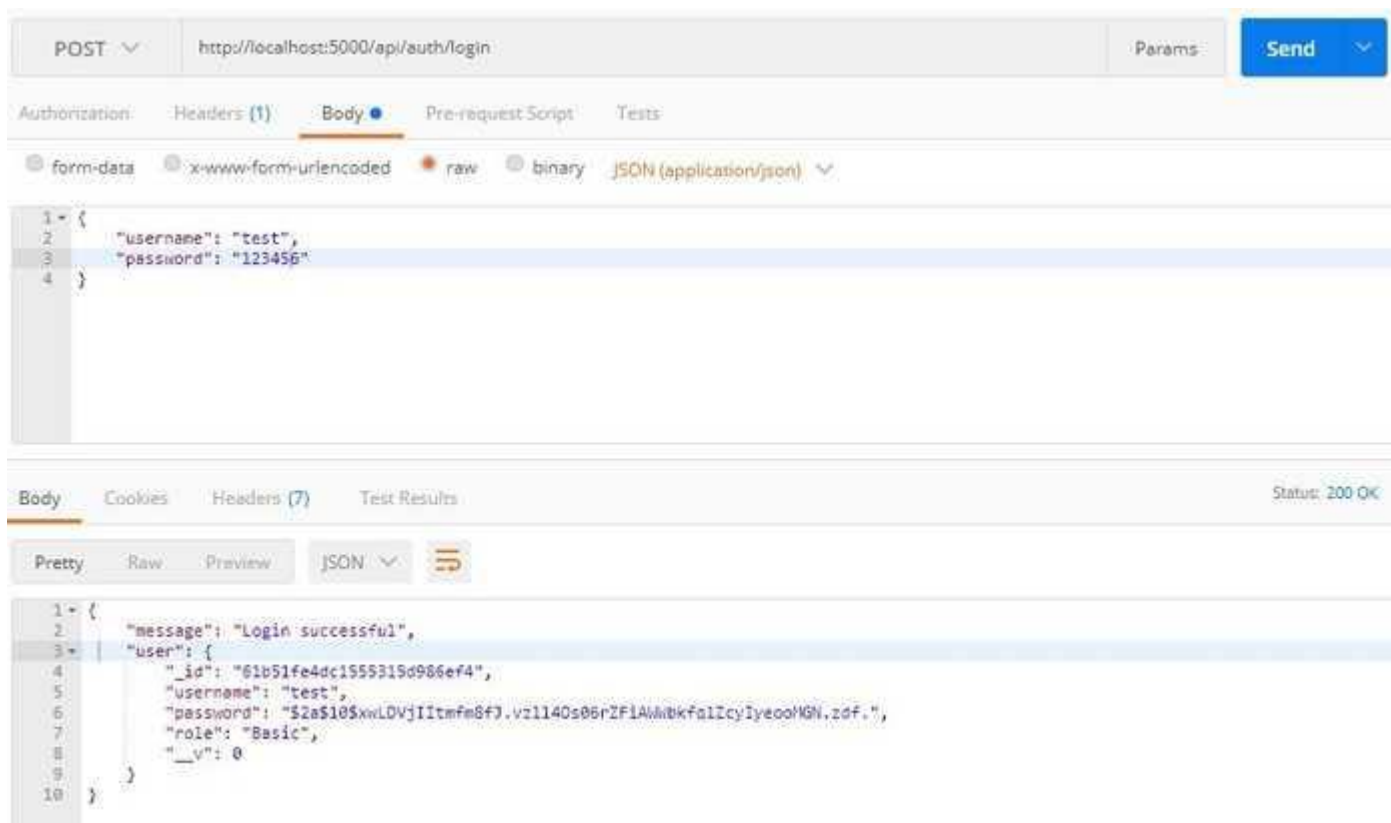 POST http://localhost:5000/api/auth/login Params Send
Authorization Headers (1) Body Pre-request Script Tests
form-data x-www-form-urlencoded raw binary JSON (application/json)
1 {
2 "username": "test",
3 "password": "123456"
4 }
Body Cookies Headers (7) Test Results Status: 200 OK
Pretty Raw Preview JSON
1 {
2 "message": "Login successful",
3 "user": {
4 "_id": "61b51fe4dc1555315d986ef4",
5 "username": "test",
6 "password":
7 "role": "Basic",
8 "__v": 0
9 }
10 }